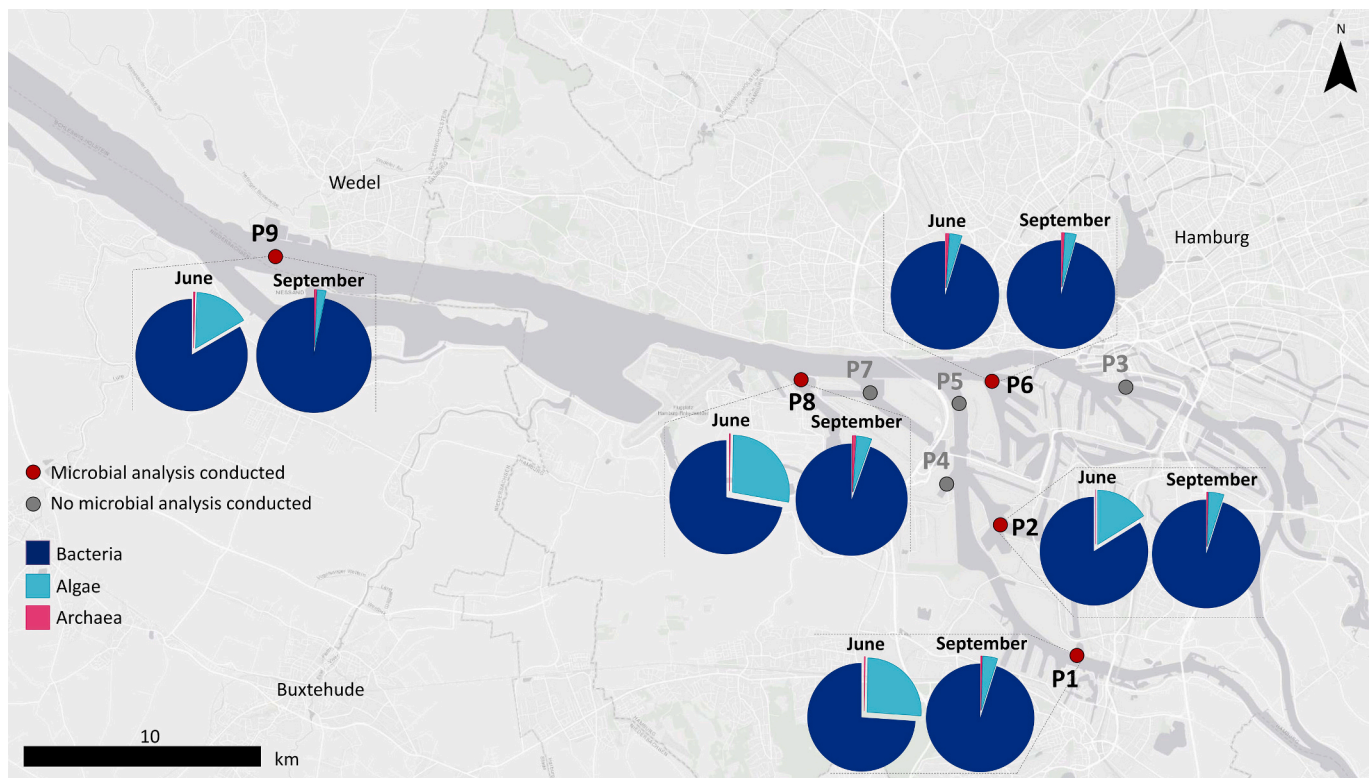 N
Wedel
P9
June
September
June
September
Hamburg
P7
P5
P3
P8
P6
June
September
P4
June
September
P2
Microbial analysis conducted
No microbial analysis conducted
Bacteria
Algae
Archaea
June
September
P1
Buxtehude
10
km